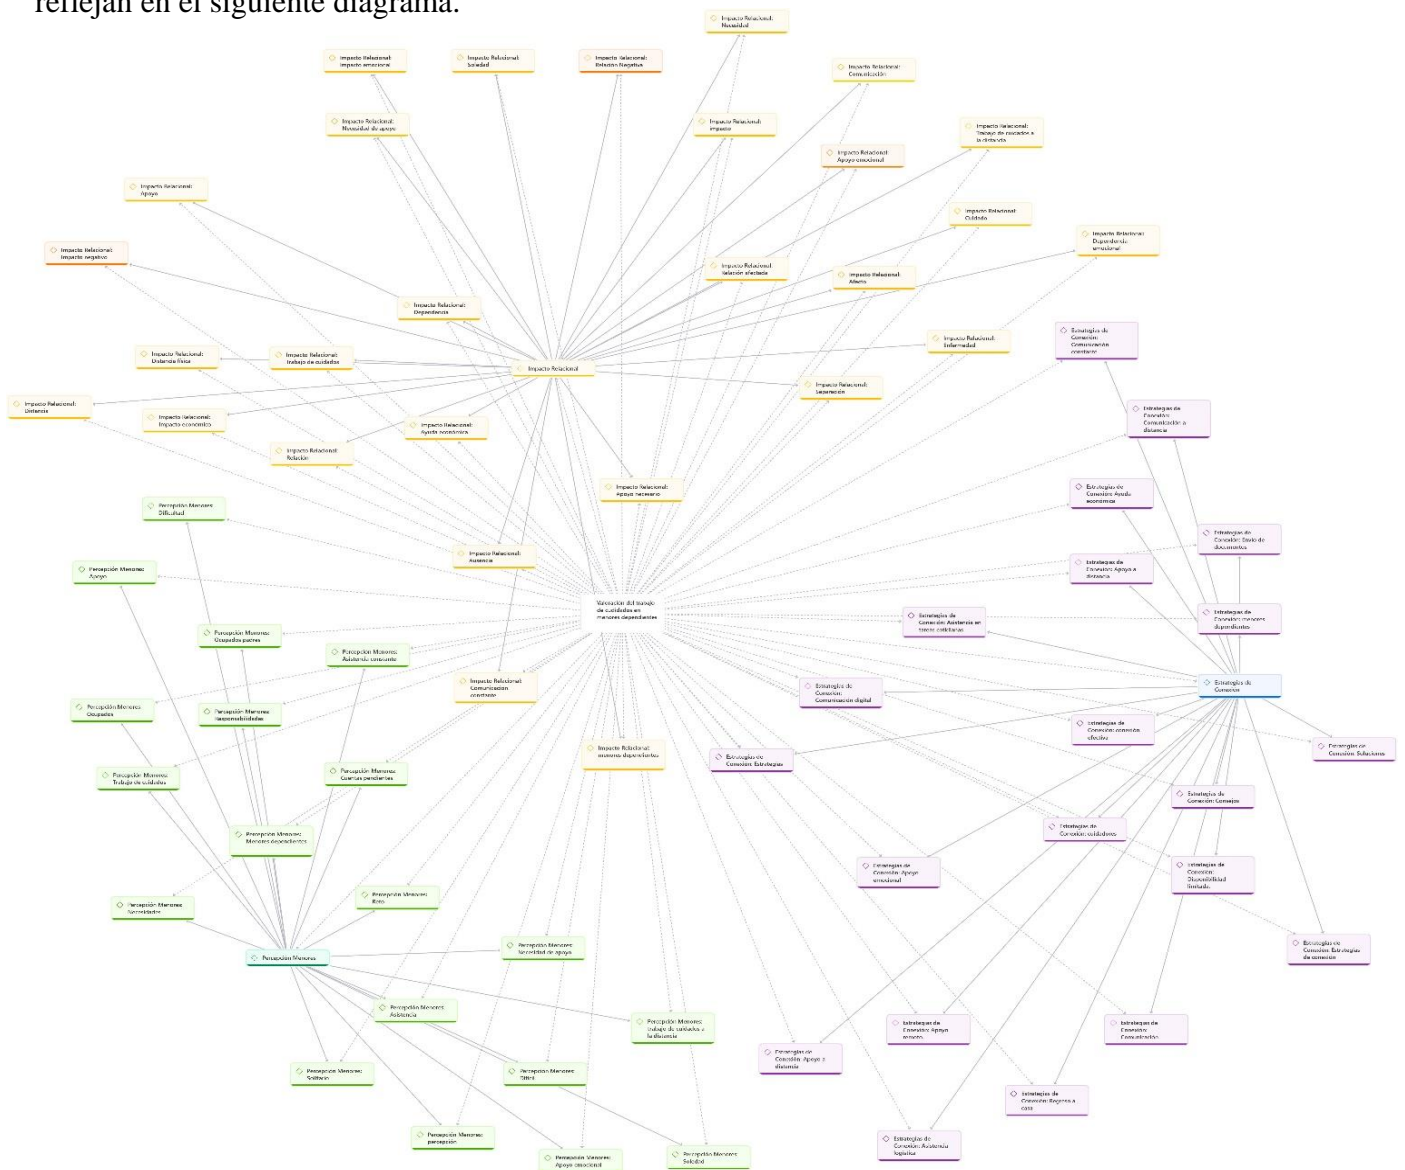 reflejan en el siguiente diagrama.
Impacto Relacional:
Necesidad
Impacto Relacional:
Impacto emocional
Impacto Relacional:
Soledad
Impacto Relacional:
Relación Negativa
Impacto Relacional:
Comunicación
Impacto Relacional:
Necesidad de apoyo
Impacto Relacional:
impacto
Impacto Relacional:
Trabajo de cuidados a
la distancia
Impacto Relacional:
Apoyo emocional
Impacto Relacional:
Apoyo
Impacto Relacional:
Cuidado
Impacto Relacional:
Dependencia
emocional
Impacto Relacional:
Impacto negativo
Impacto Relacional:
Relación afectada
Impacto Relacional:
Afecto
Impacto Relacional:
Dependencia
Impacto Relacional:
Enfermedad
Estrategias de
Conexión:
Comunicación
constante
Impacto Relacional:
Distancia física
Impacto Relacional:
Trabajo de cuidados
Impacto Relacional
Impacto Relacional:
Separación
Impacto Relacional:
Distancia
Impacto Relacional:
Impacto económico
Impacto Relacional:
Ayuda económica
Estrategias de
Conexión:
Comunicación a
distancia
Impacto Relacional:
Relación
Impacto Relacional:
Apoyo necesario
Estrategias de
Conexión: Ayuda
económica
Percepción Menores:
Dificultad
Estrategias de
Conexión: Envío de
documentos
Impacto Relacional:
Ausencia
Percepción Menores:
Apoyo
Estrategias de
Conexión: Apoyo a
distancia
Valoración del trabajo
de cudidados en
menores dependientes
Estrategias de
Conexión: Asistencia en
tareas cotidianas
Estrategias de
Conexión: menores
dependientes
Percepción Menores:
Ocupados padres
Percepción Menores:
Asistencia constante
Impacto Relacional:
Comunicación
constante
Estrategias de
Conexión:
Comunicación digital
Estrategias de
Conexión
Percepción Menores:
Ocupados
Percepción Menores:
Responsabilidades
Estrategias de
Conexión: conexión
efectiva
Impacto Relacional:
menores dependientes
Estrategias de
Conexión: Estrategias
Estrategias de
Conexión: Soluciones
Percepción Menores:
Trabajo de cuidados
Percepción Menores:
Cuentas pendientes
Estrategias de
Conexión: Consejos
Percepción Menores:
Menores dependientes
Estrategias de
Conexión: cuidadores
Estrategias de
Conexión: Apoyo
emocional
Estrategias de
Conexión:
Disponibilidad
limitada
Percepción Menores:
Necesidades
Percepción Menores:
Reto
Percepción Menores
Percepción Menores:
Necesidad de apoyo
Estrategias de
Conexión: Estrategias
de conexión
Percepción Menores:
Asistencia
Percepción Menores:
trabajo de cuidados a
la distancia
Estrategias de
Conexión: Apoyo
remoto
Estrategias de
Conexión:
Comunicación
Estrategias de
Conexión: Apoyo a
distancia
Percepción Menores:
Solitario
Percepción Menores:
Difícil
Estrategias de
Conexión: Regreso a
casa
Percepción Menores:
percepción
Percepción Menores:
Apoyo emocional
Percepción Menores:
Soledad
Estrategias de
Conexión: Asistencia
logística